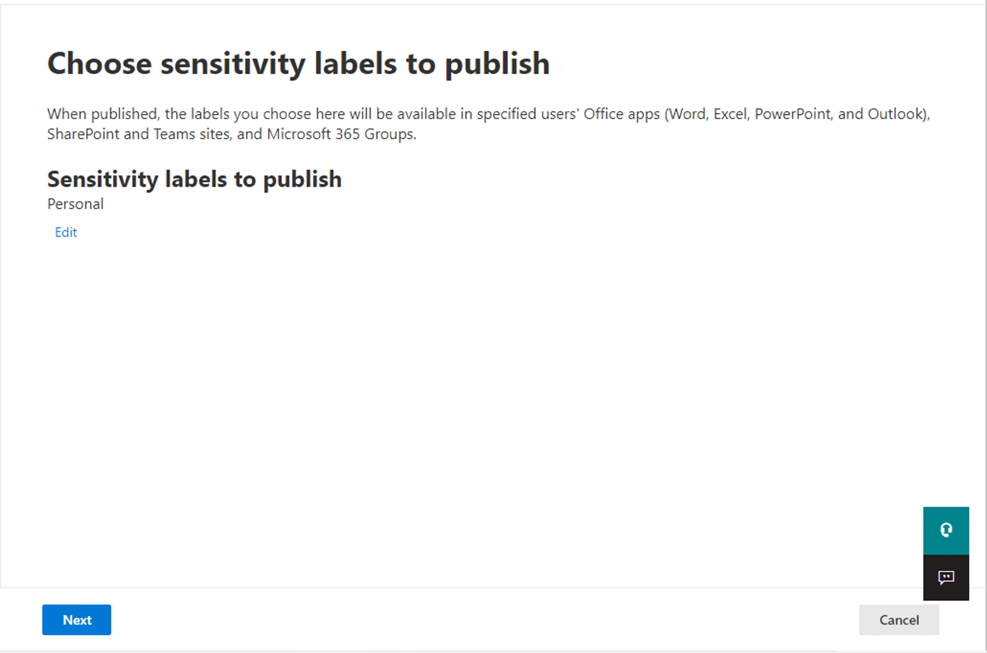 Choose sensitivity labels to publish
When published, the labels you choose here will be available in specified users' Office apps (Word, Excel, PowerPoint, and Outlook),
SharePoint and Teams sites, and Microsoft 365 Groups.
Sensitivity labels to publish
Personal
Edit
Next
Cancel